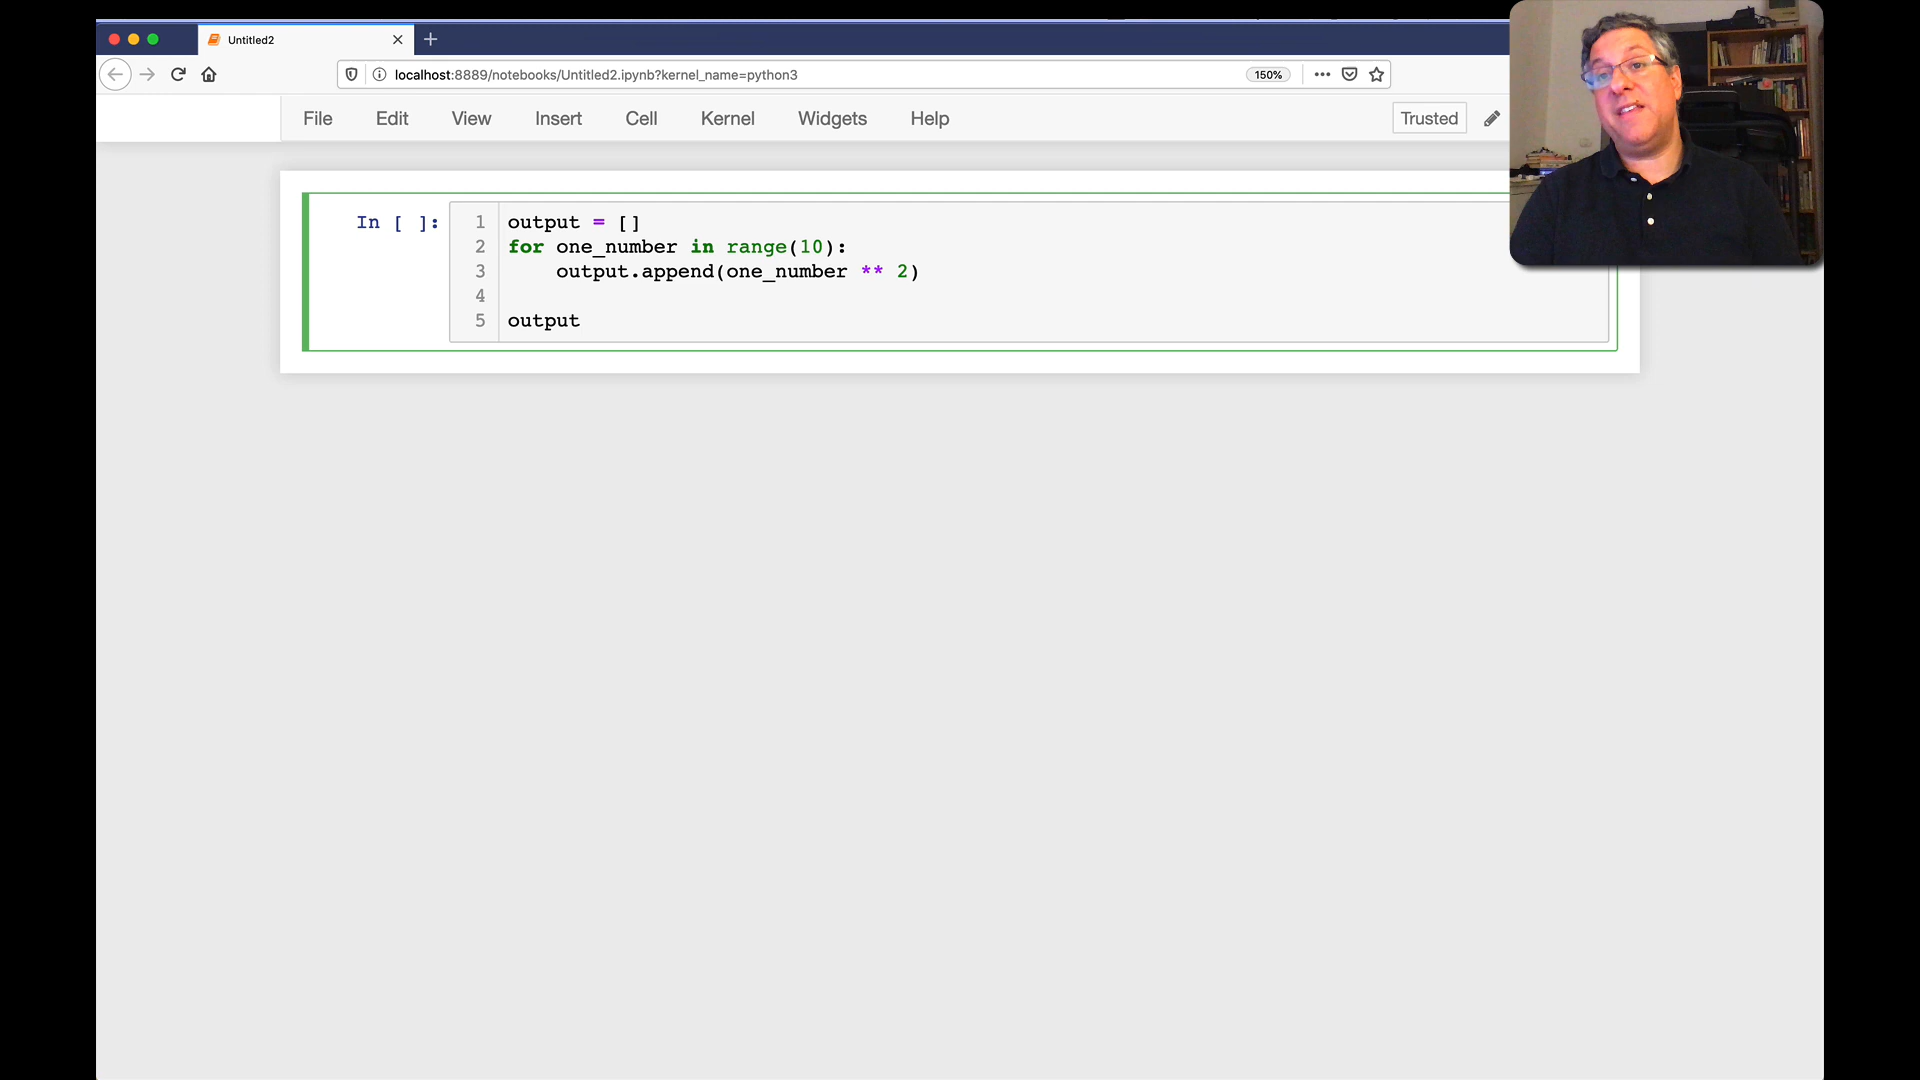 Untitled2
localhost:8889/notebooks/Untitled2.ipynb?kernel_name=python3
150%
File Edit View Insert Cell Kernel Widgets Help
Trusted
In [ ]:
1 output = []
2 for one_number in range(10):
3     output.append(one_number ** 2)
4
5 output